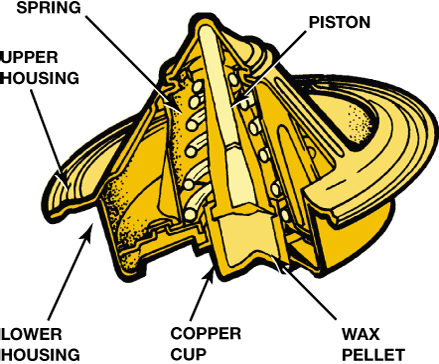 SPRING
PISTON
UPPER
HOUSING
LOWER
HOUSING
COPPER
CUP
WAX
PELLET